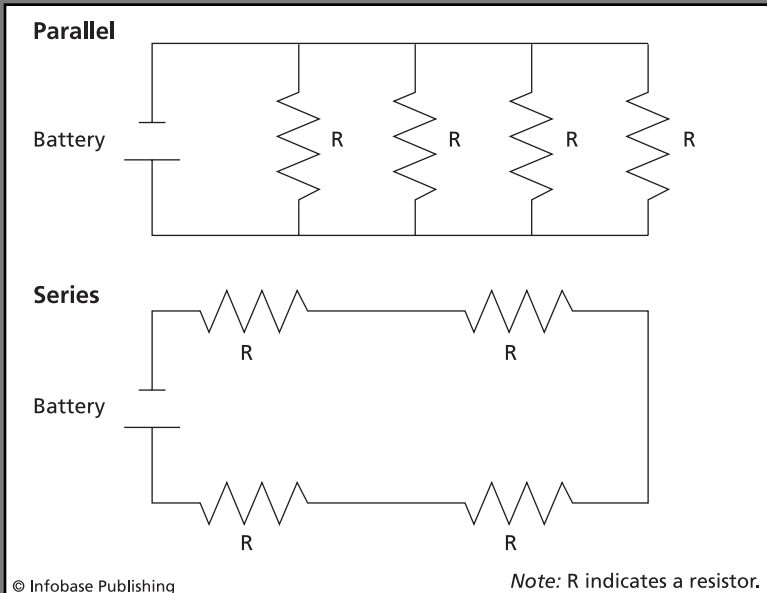 Parallel
Battery
R R R R
Series
R R
Battery
R R
© Infobase Publishing
Note: R indicates a resistor.